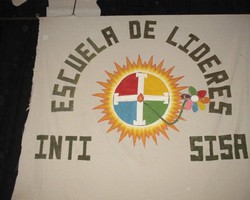 ESCUELA DE LIDERES
INTI SISA